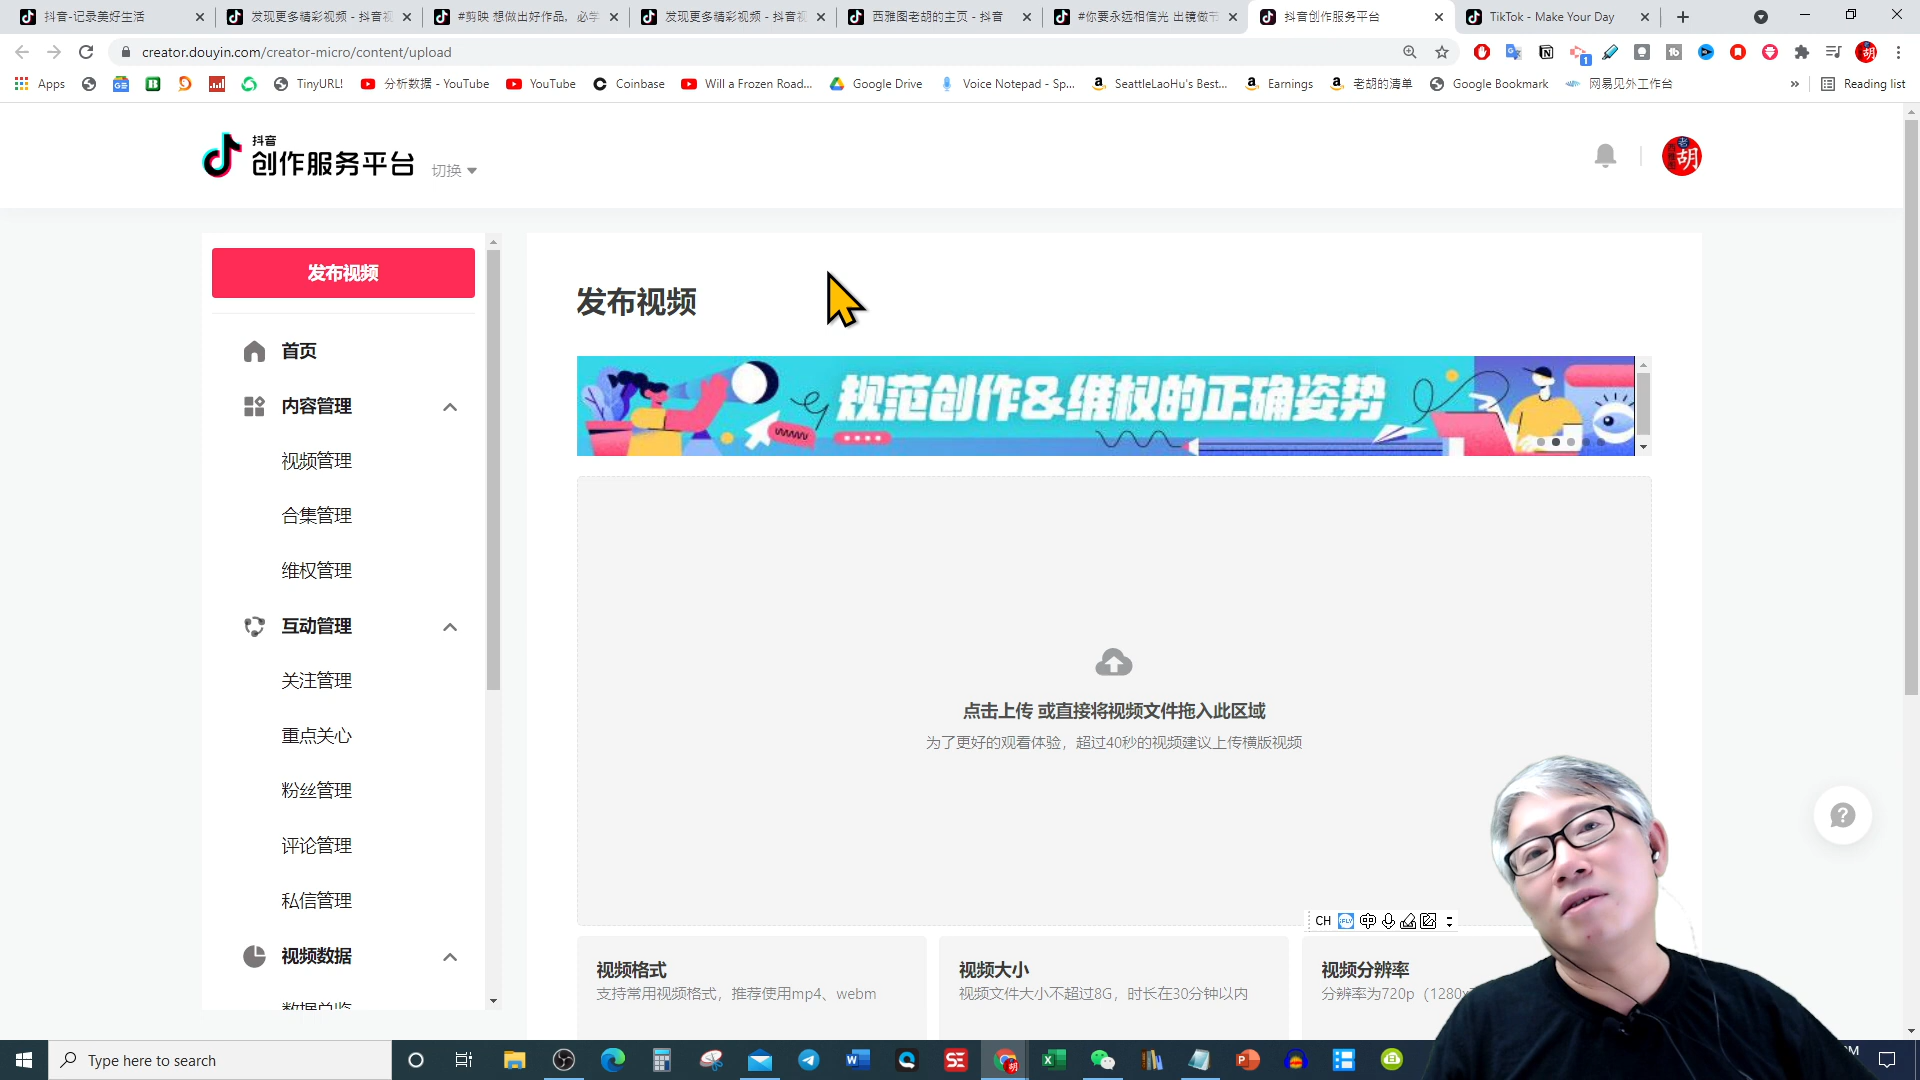 抖音-记录美好生活
发现更多精彩视频 - 抖音视
#剪映 想做出好作品，必学
发现更多精彩视频 - 抖音视
西雅图老胡的主页 - 抖音
#你要永远相信光 出镜做节
抖音创作服务平台
TikTok - Make Your Day
creator.douyin.com/creator-micro/content/upload
Apps
TinyURL!
分析数据 - YouTube
YouTube
Coinbase
Will a Frozen Road...
Google Drive
Voice Notepad - Sp...
SeattleLaoHu's Best...
Earnings
老胡的清单
Google Bookmark
网易见外工作台
»
Reading list
抖音
创作服务平台
切换
胡
发布视频
首页
内容管理
视频管理
合集管理
维权管理
互动管理
关注管理
重点关心
粉丝管理
评论管理
私信管理
视频数据
数据总览
发布视频
规范创作&维权的正确姿势
点击上传 或直接将视频文件拖入此区域
为了更好的观看体验，超过40秒的视频建议上传横版视频
CH 中
视频格式
支持常用视频格式，推荐使用mp4、webm
视频大小
视频文件大小不超过8G，时长在30分钟以内
视频分辨率
分辨率为720p（1280x
Type here to search